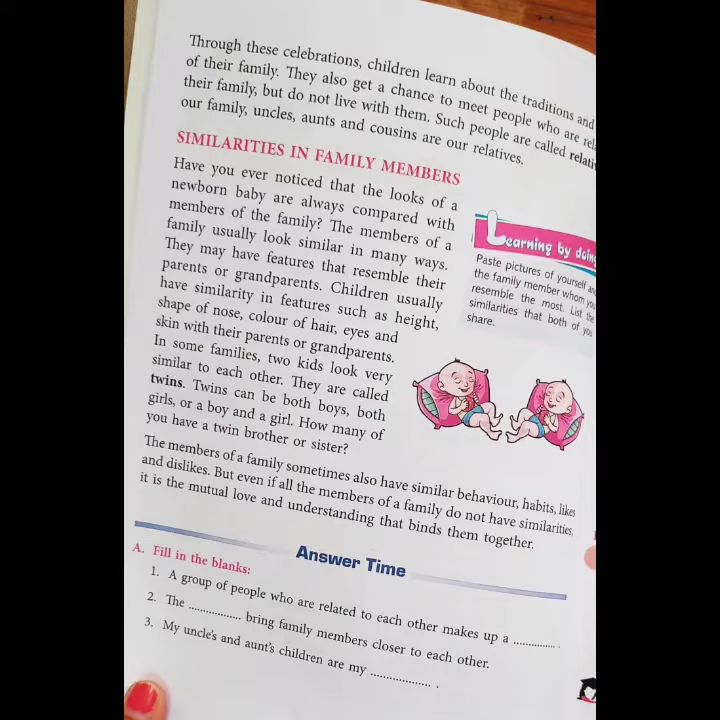 Through these celebrations, children learn about the traditions and
of their family. They also get a chance to meet people who are
their family, but do not live with them. Such people are called
our family, uncles, aunts and cousins are our relatives.
SIMILARITIES IN FAMILY MEMBERS
Have you ever noticed that the looks of a
newborn baby are always compared with
members of the family? The members of a
family usually look similar in many ways.
They may have features that resemble their
parents or grandparents. Children usually
have similarity in features such as height,
shape of nose, colour of hair, eyes and
skin with their parents or grandparents.
In some families, two kids look very
similar to each other. They are called
twins. Twins can be both boys, both
girls, or a boy and a girl. How many of
you have a twin brother or sister?
Learning by doing
Paste pictures of yourself and
the family member whom you
resemble the most. List the
similarities that both of you
share.
The members of a family sometimes also have similar behaviour, habits, likes
and dislikes. But even if all the members of a family do not have similarities,
it is the mutual love and understanding that binds them together.
Answer Time
A. Fill in the blanks:
1. A group of people who are related to each other makes up a .............. .
2. The .................. bring family members closer to each other.
3. My uncle's and aunt's children are my .................... .